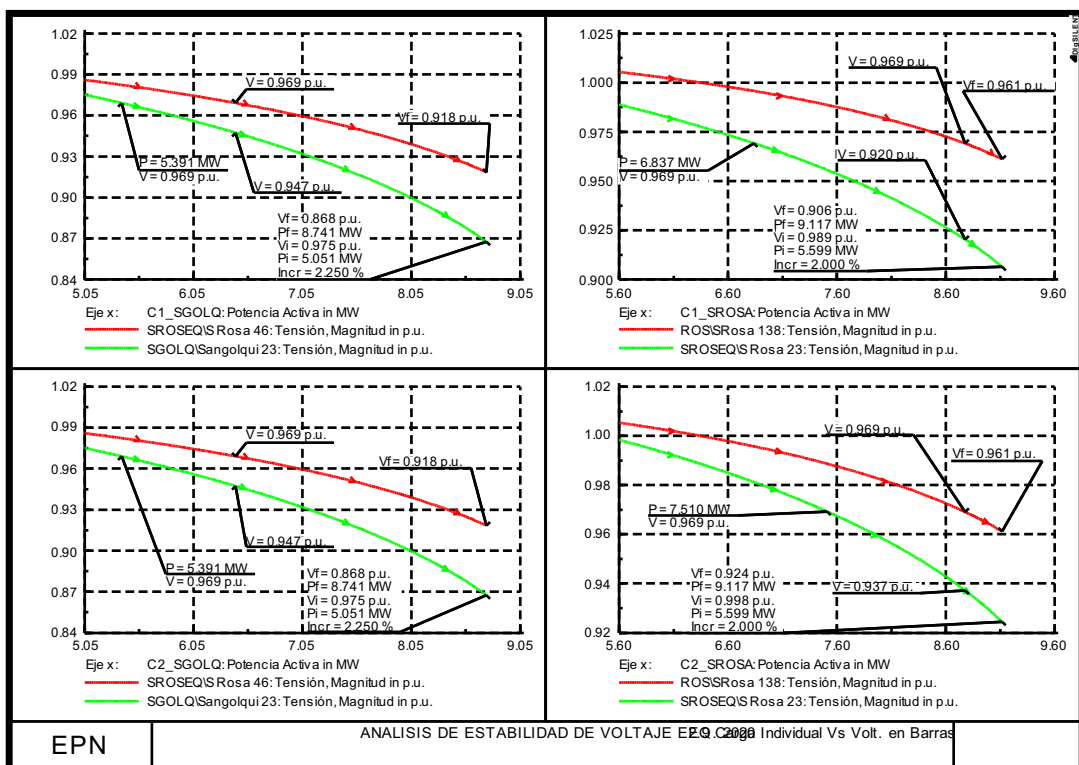 DIgSILENT
1.02
0.99
0.96
0.93
0.90
0.87
0.84
5.05
6.05
7.05
8.05
9.05
V = 0.969 p.u.
Vf = 0.918 p.u.
P = 5.391 MW
V = 0.969 p.u.
V = 0.947 p.u.
Vf = 0.868 p.u.
Pf = 8.741 MW
Vi = 0.975 p.u.
Pi = 5.051 MW
Incr = 2.250 %
Eje x: C1_SGOLQ: Potencia Activa in MW
SROSEQ\S Rosa 46: Tensión, Magnitud in p.u.
SGOLQ\Sangolqui 23: Tensión, Magnitud in p.u.
1.025
1.000
0.975
0.950
0.925
0.900
5.60
6.60
7.60
8.60
9.60
V = 0.969 p.u.
Vf = 0.961 p.u.
P = 6.837 MW
V = 0.969 p.u.
V = 0.920 p.u.
Vf = 0.906 p.u.
Pf = 9.117 MW
Vi = 0.989 p.u.
Pi = 5.599 MW
Incr = 2.000 %
Eje x: C1_SROSA: Potencia Activa in MW
ROS\SRosa 138: Tensión, Magnitud in p.u.
SROSEQ\S Rosa 23: Tensión, Magnitud in p.u.
1.02
0.99
0.96
0.93
0.90
0.87
0.84
5.05
6.05
7.05
8.05
9.05
V = 0.969 p.u.
Vf = 0.918 p.u.
P = 5.391 MW
V = 0.969 p.u.
V = 0.947 p.u.
Vf = 0.868 p.u.
Pf = 8.741 MW
Vi = 0.975 p.u.
Pi = 5.051 MW
Incr = 2.250 %
Eje x: C2_SGOLQ: Potencia Activa in MW
SROSEQ\S Rosa 46: Tensión, Magnitud in p.u.
SGOLQ\Sangolqui 23: Tensión, Magnitud in p.u.
1.02
1.00
0.98
0.96
0.94
0.92
5.60
6.60
7.60
8.60
9.60
V = 0.969 p.u.
Vf = 0.961 p.u.
P = 7.510 MW
V = 0.969 p.u.
V = 0.937 p.u.
Vf = 0.924 p.u.
Pf = 9.117 MW
Vi = 0.998 p.u.
Pi = 5.599 MW
Incr = 2.000 %
Eje x: C2_SROSA: Potencia Activa in MW
ROS\SRosa 138: Tensión, Magnitud in p.u.
SROSEQ\S Rosa 23: Tensión, Magnitud in p.u.
EPN
ANALISIS DE ESTABILIDAD DE VOLTAJE Individual Vs Volt. en Barras